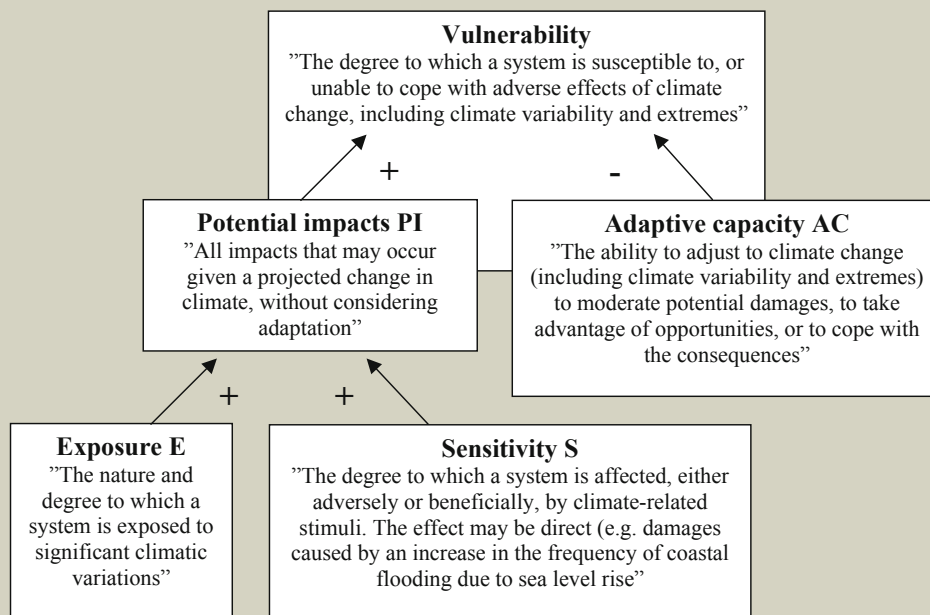 Vulnerability
”The degree to which a system is susceptible to, or
unable to cope with adverse effects of climate
change, including climate variability and extremes”
+
-
Potential impacts PI
”All impacts that may occur
given a projected change in
climate, without considering
adaptation”
Adaptive capacity AC
”The ability to adjust to climate change
(including climate variability and extremes)
to moderate potential damages, to take
advantage of opportunities, or to cope with
the consequences”
+
+
Exposure E
”The nature and
degree to which a
system is exposed to
significant climatic
variations”
Sensitivity S
”The degree to which a system is affected, either
adversely or beneficially, by climate-related
stimuli. The effect may be direct (e.g. damages
caused by an increase in the frequency of coastal
flooding due to sea level rise”